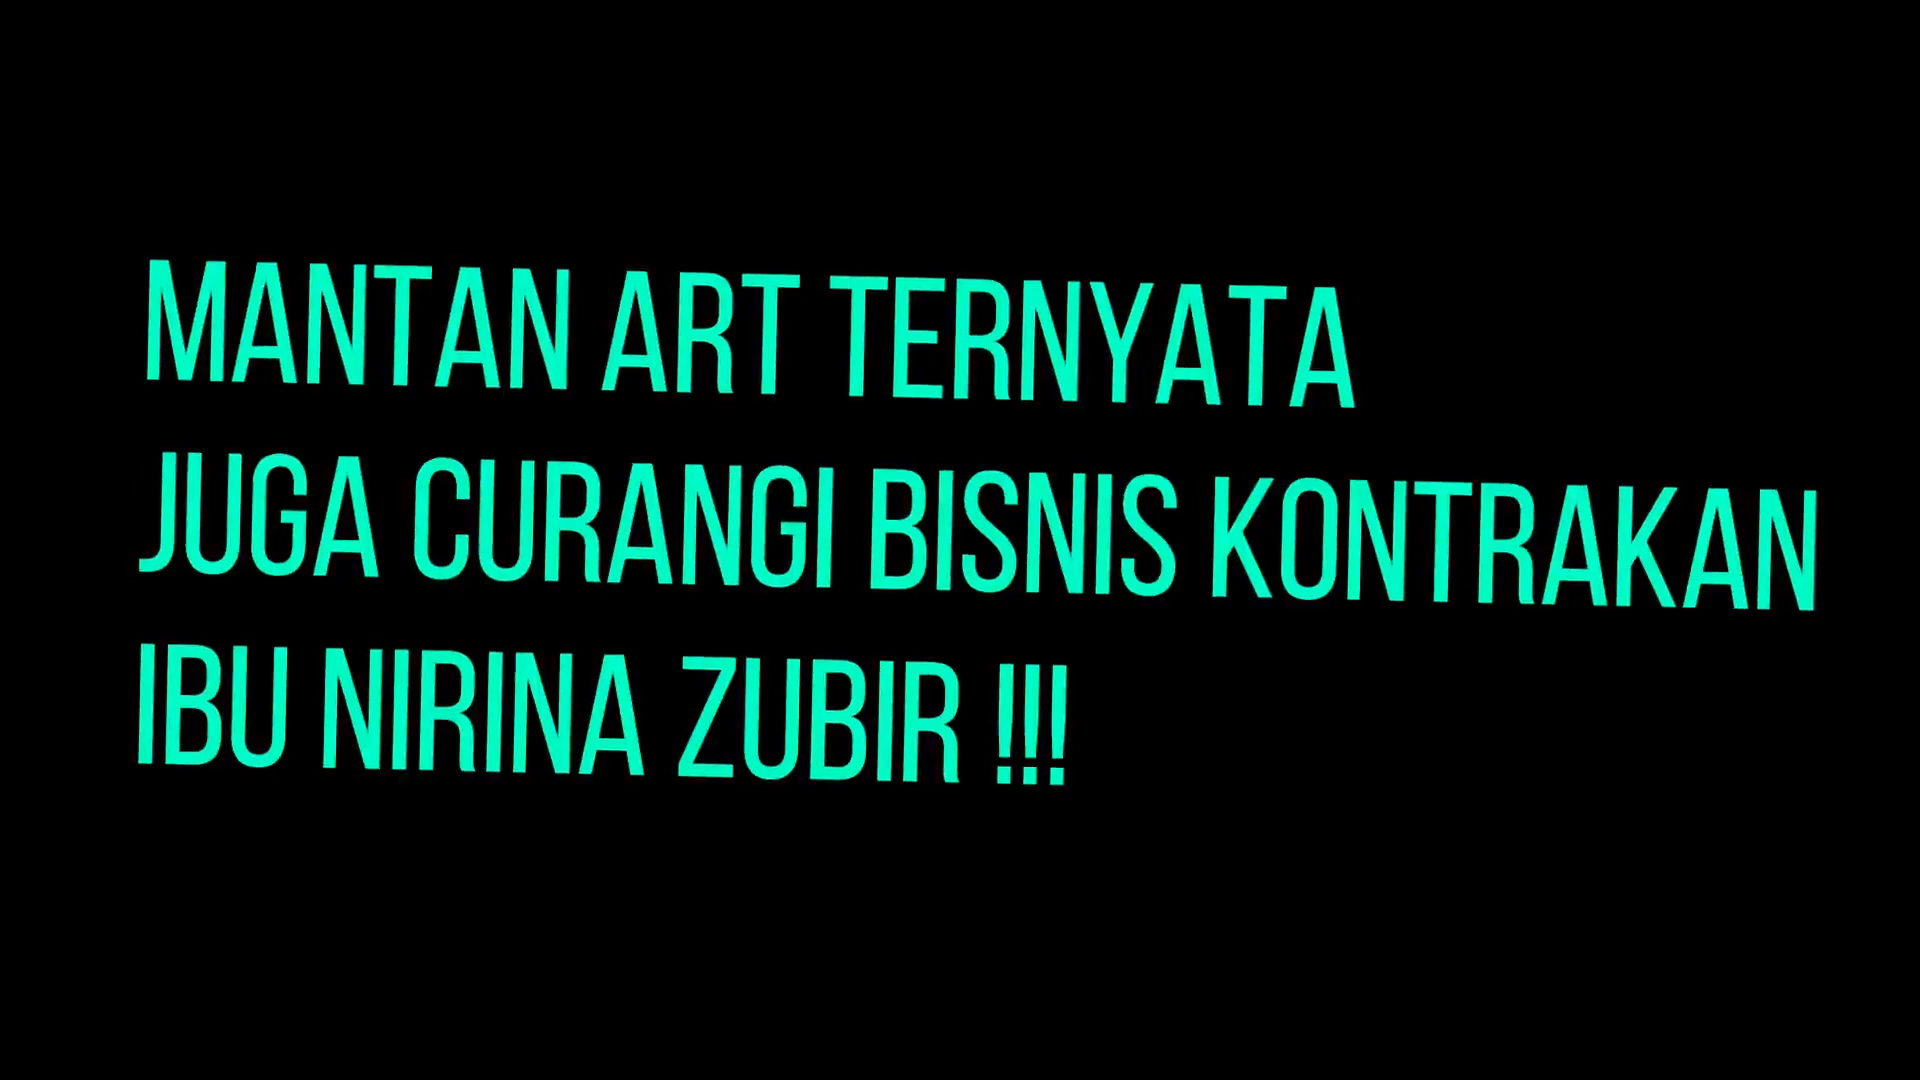 MANTAN ART TERNYATA
JUGA CURANGI BISNIS KONTRAKAN
IBU NIRINA ZUBIR !!!